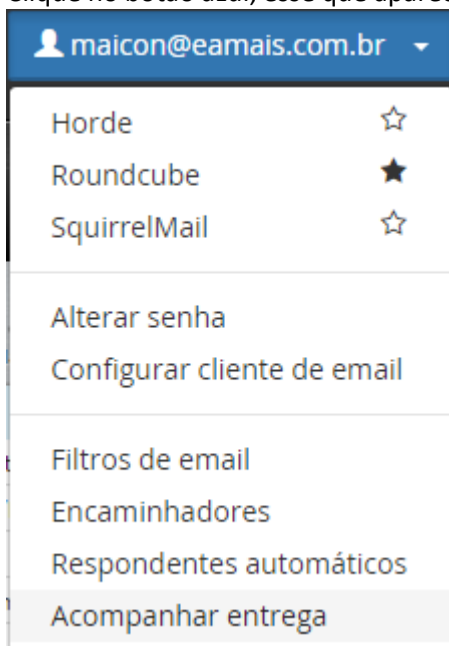 maicon@eamais.com.br
Horde
Roundcube
SquirrelMail
Alterar senha
Configurar cliente de email
Filtros de email
Encaminhadores
Respondentes automáticos
Acompanhar entrega